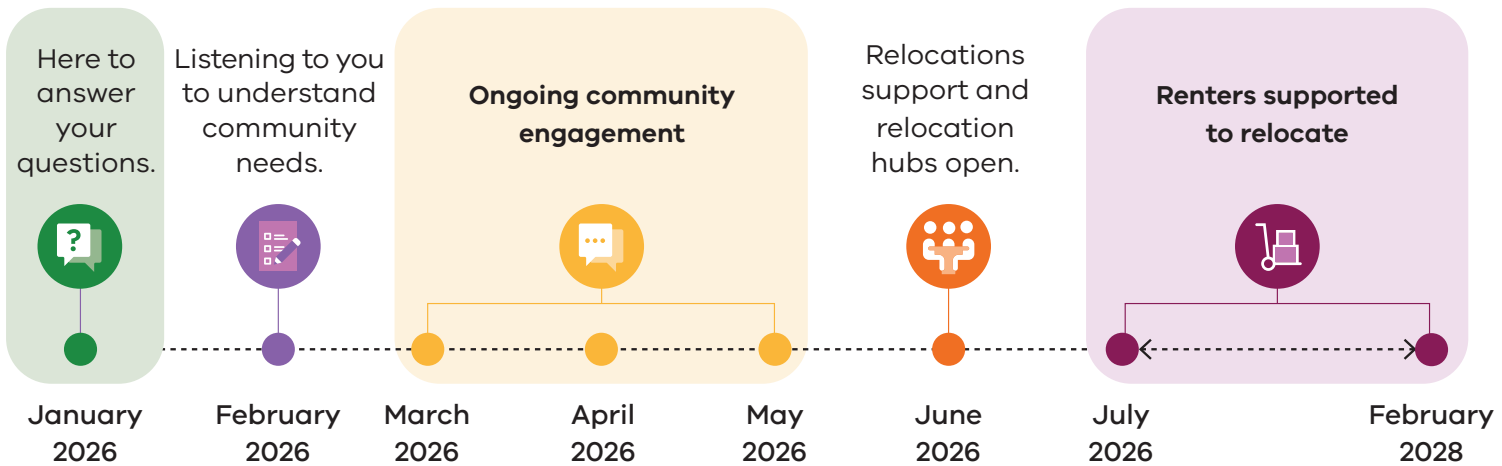 Here to
answer
your
questions.
Listening to you
to understand
community
needs.
Ongoing community
engagement
Relocations
support and
relocation
hubs open.
Renters supported
to relocate
?
January
2026
February
2026
March
2026
April
2026
May
2026
June
2026
July
2026
February
2028